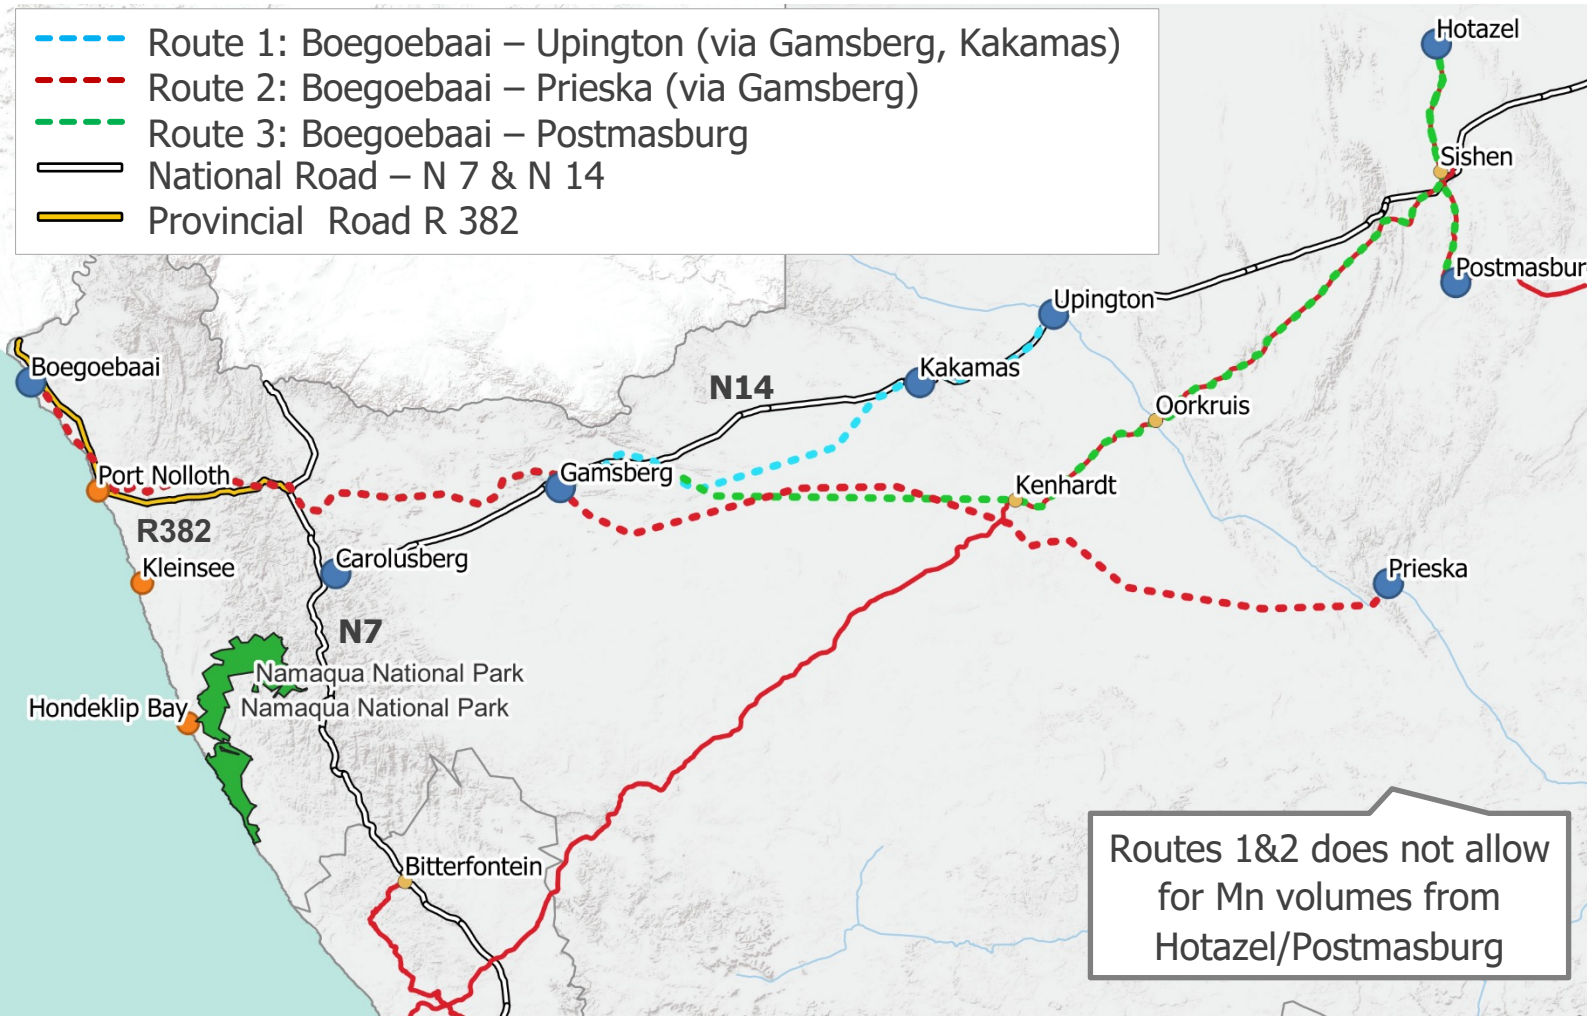 Route 1: Boegoebaai – Upington (via Gamsberg, Kakamas)
Route 2: Boegoebaai – Prieska (via Gamsberg)
Route 3: Boegoebaai – Postmasburg
National Road – N 7 & N 14
Provincial Road R 382
Hotazel
Sishen
Postmasbur
Upington
Boegoebaai
Kakamas
N14
Oorkruis
Port Nolloth
Gamsberg
Kenhardt
R382
Kleinsee
Carolusberg
Prieska
N7
Namaqua National Park
Hondeklip Bay
Namaqua National Park
Bitterfontein
Routes 1&2 does not allow
for Mn volumes from
Hotazel/Postmasburg